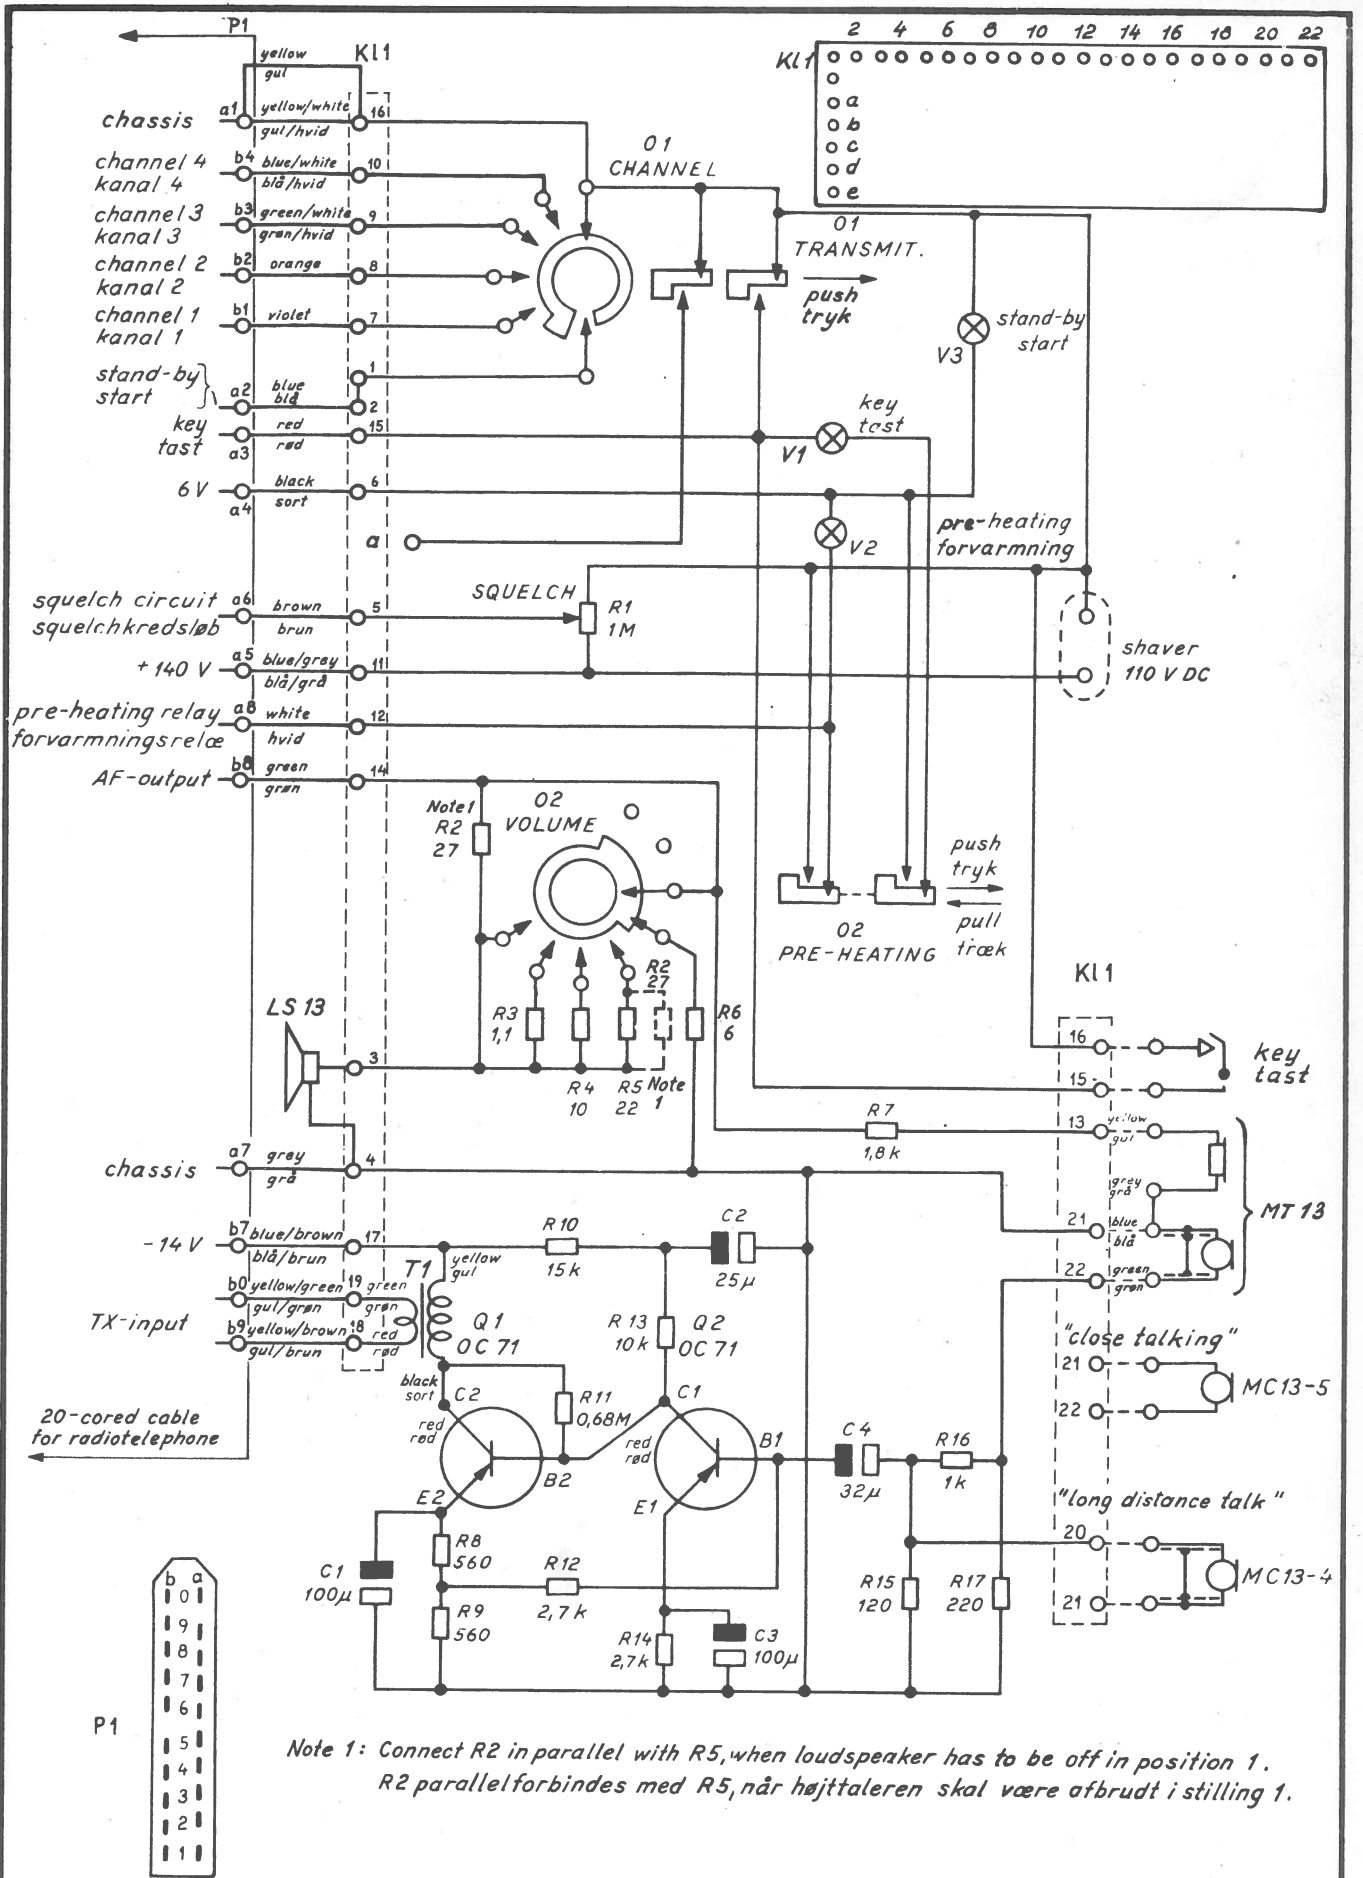 P1
yellow
gul
Kl1
2 4 6 8 10 12 14 16 18 20 22
Kl1
a
b
c
d
e
chassis
a1
yellow/white
gul/hvid
16
channel 4
kanal 4
b4
blue/white
blå/hvid
10
channel 3
kanal 3
b3
green/white
grøn/hvid
9
channel 2
kanal 2
b2
orange
8
channel 1
kanal 1
b1
violet
7
stand-by
start
a2
blue
blå
1
2
key
tast
a3
red
rød
15
6V
a4
black
sort
6
a
O1
CHANNEL
O1
TRANSMIT.
push
tryk
V3
stand-by
start
key
tast
V1
V2
pre-heating
forvarmning
squelch circuit
squelchkredsløb
a6
brown
brun
5
SQUELCH
R1
1M
+140 V
a5
blue/grey
blå/grå
11
shaver
110 V DC
pre-heating relay
forvarmningsrelæ
a8
white
hvid
12
AF-output
b8
green
grøn
14
Note 1
R2
27
O2
VOLUME
push
tryk
pull
træk
O2
PRE-HEATING
Kl1
LS 13
3
R3
1,1
R4
10
R5
22
R2
27
Note
1
R6
6
16
15
key
tast
R7
1,8k
13
yellow
gul
grey
grå
21
blue
blå
22
green
grøn
MT 13
chassis
a7
grey
grå
4
-14 V
b7
blue/brown
blå/brun
17
TX-input
b0
yellow/green
gul/grøn
19
green
grøn
b9
yellow/brown
gul/brun
18
red
rød
T1
yellow
gul
R10
15k
C2
25µ
Q1
OC 71
R 13
10k
Q2
OC 71
black
sort
C2
red
rød
R11
0,68M
C1
red
rød
B2
E2
B1
E1
C4
32µ
R16
1k
"close talking"
21
22
MC13-5
"long distance talk"
20
21
MC13-4
20-cored cable
for radiotelephone
C1
100µ
R8
560
R9
560
R12
2,7k
R14
2,7k
C3
100µ
R15
120
R17
220
P1
b a
0
9
8
7
6
5
4
3
2
1
Note 1: Connect R2 in parallel with R5, when loudspeaker has to be off in position 1.
R2 parallelforbindes med R5, når højttaleren skal være afbrudt i stilling 1.